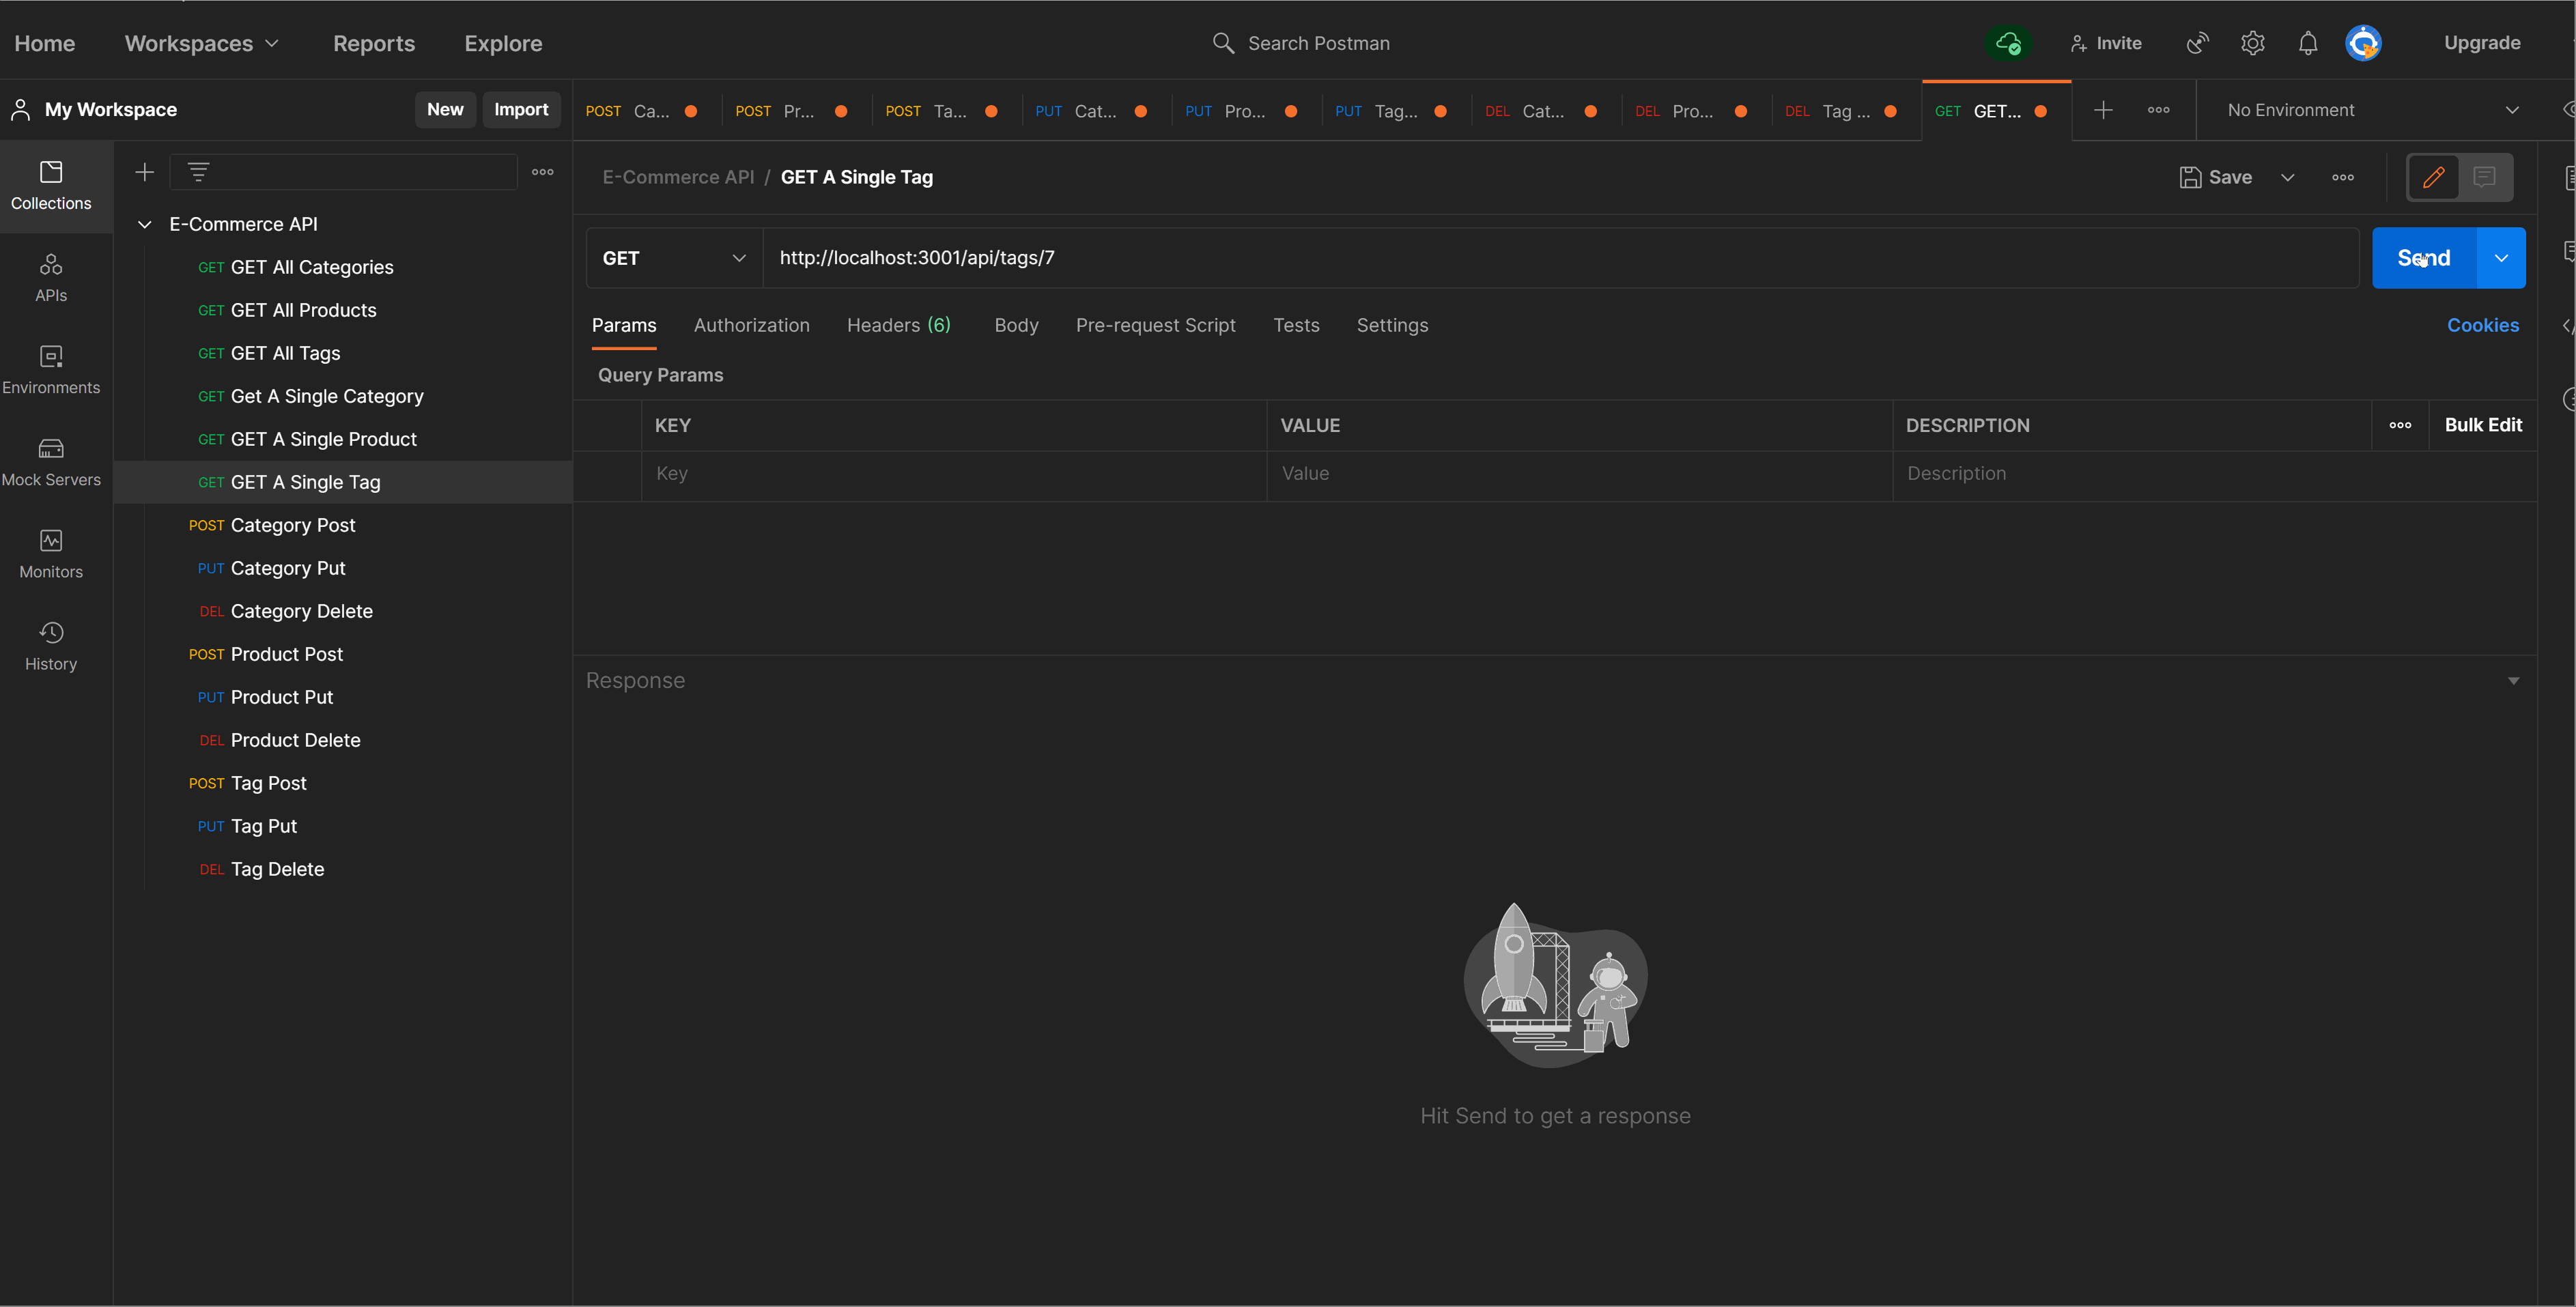 Home Workspaces Reports Explore Search Postman Invite Upgrade
My Workspace New Import
POST Ca... POST Pr... POST Ta... PUT Cat... PUT Pro... PUT Tag... DEL Cat... DEL Pro... DEL Tag ... GET GET... No Environment
Collections
APIs
Environments
Mock Servers
Monitors
History
E-Commerce API
GET GET All Categories
GET GET All Products
GET GET All Tags
GET Get A Single Category
GET GET A Single Product
GET GET A Single Tag
POST Category Post
PUT Category Put
DEL Category Delete
POST Product Post
PUT Product Put
DEL Product Delete
POST Tag Post
PUT Tag Put
DEL Tag Delete
E-Commerce API / GET A Single Tag Save
GET http://localhost:3001/api/tags/7 Send
Params Authorization Headers (6) Body Pre-request Script Tests Settings Cookies
Query Params
KEY VALUE DESCRIPTION Bulk Edit
Key Value Description
Response
Hit Send to get a response